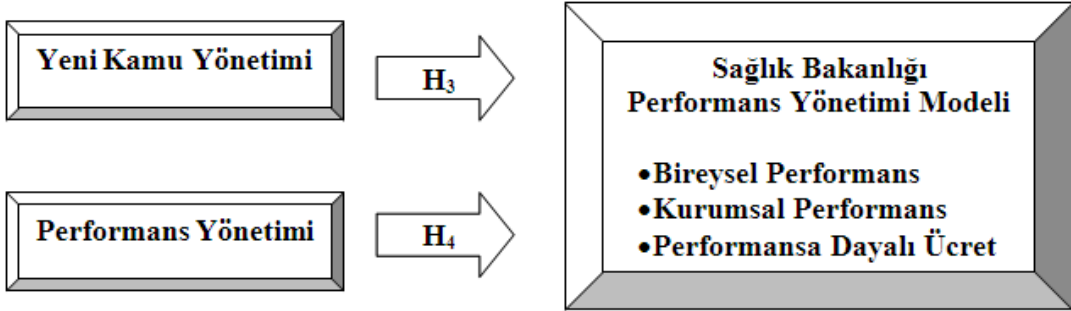 Yeni Kamu Yönetimi
H₃
Sağlık Bakanlığı
Performans Yönetimi Modeli
•Bireysel Performans
•Kurumsal Performans
•Performansa Dayalı Ücret
Performans Yönetimi
H₄